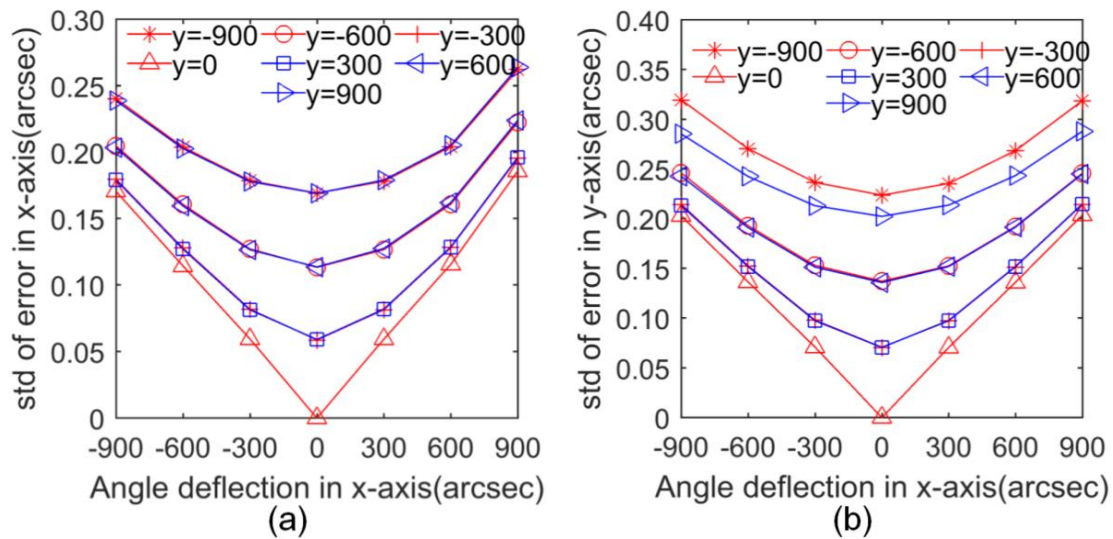 0.30
0.25
0.20
0.15
0.10
0.05
0
std of error in x-axis(arcsec)
y=-900 y=-600 y=-300
y=0 y=300 y=600
y=900
-900 -600 -300 0 300 600 900
Angle deflection in x-axis(arcsec)
(a)
0.40
0.35
0.30
0.25
0.20
0.15
0.10
0.05
0
std of error in y-axis(arcsec)
y=-900 y=-600 y=-300
y=0 y=300 y=600
y=900
-900 -600 -300 0 300 600 900
Angle deflection in x-axis(arcsec)
(b)